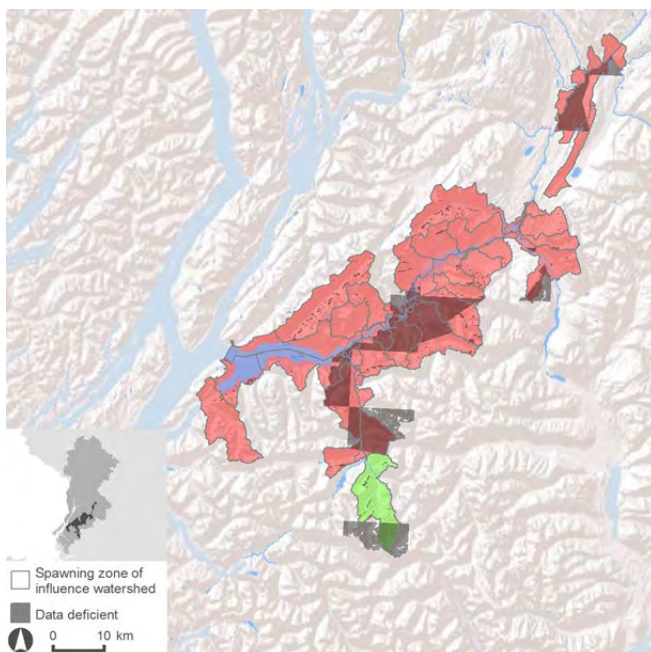 Spawning zone of
influence watershed
Data deficient
0 10 km